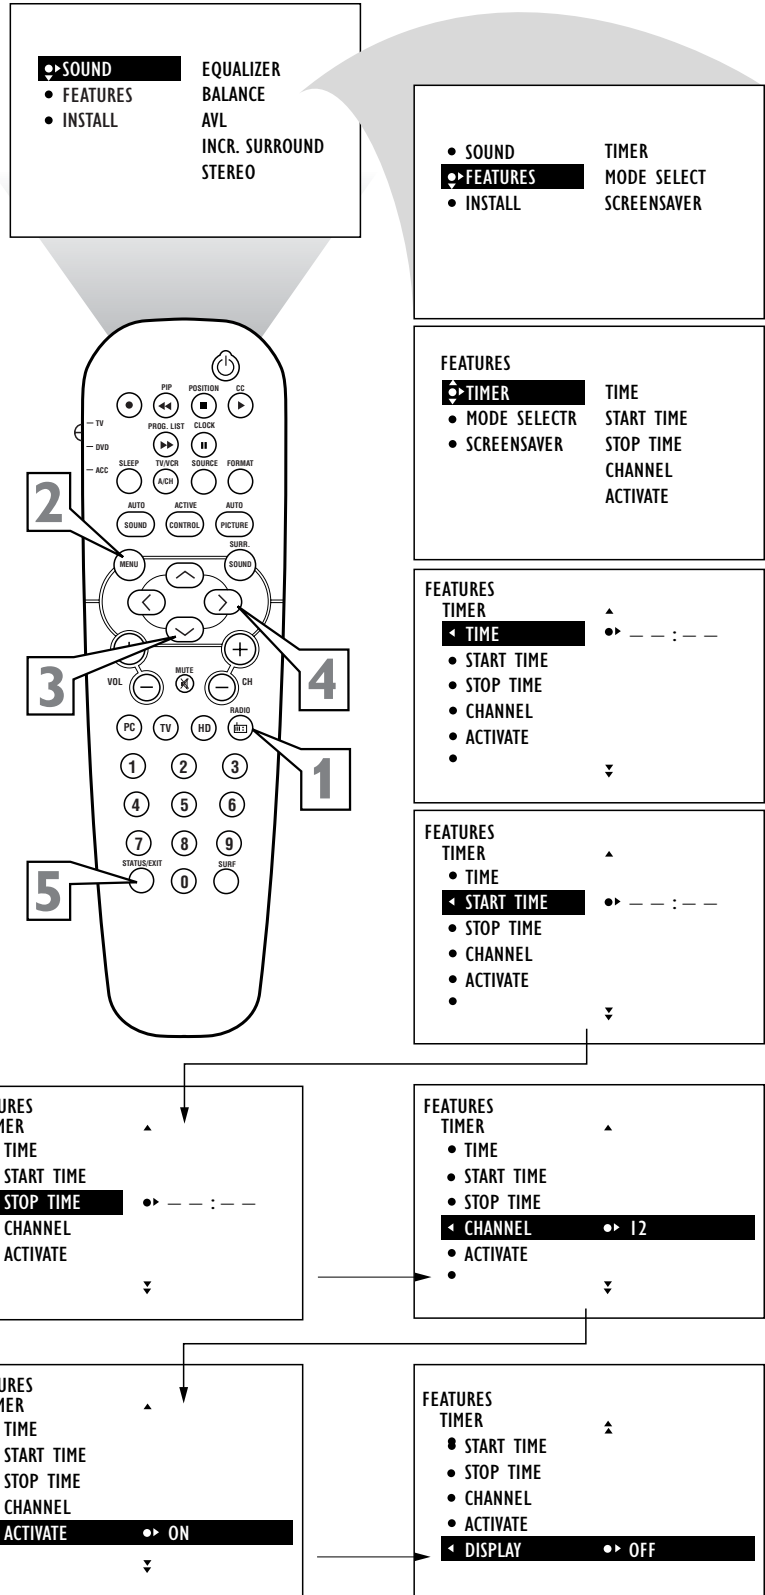 SOUND EQUALIZER
FEATURES BALANCE
INSTALL AVL
INCR. SURROUND
STEREO
SOUND TIMER
FEATURES MODE SELECT
INSTALL SCREENSAVER
FEATURES
TIMER TIME
MODE SELECTR START TIME
SCREENSAVER STOP TIME
CHANNEL
ACTIVATE
PIP POSITION CC
TV
PROG. LIST CLOCK
DVD
ACC
SLEEP TV/VCR SOURCE FORMAT
A/CH
AUTO ACTIVE AUTO
SOUND CONTROL PICTURE
SURR.
MENU SOUND
2
3
4
+ +
MUTE
VOL − − CH
RADIO
PC TV HD
1
1 2 3
4 5 6
7 8 9
STATUS/EXIT SURF
0
5
FEATURES
TIMER
TIME – – : – –
START TIME
STOP TIME
CHANNEL
ACTIVATE
FEATURES
TIMER
TIME
START TIME – – : – –
STOP TIME
CHANNEL
ACTIVATE
URES
MER
TIME
START TIME
STOP TIME – – : – –
CHANNEL
ACTIVATE
FEATURES
TIMER
TIME
START TIME
STOP TIME
CHANNEL 12
ACTIVATE
URES
MER
TIME
START TIME
STOP TIME
CHANNEL
ACTIVATE ON
FEATURES
TIMER
START TIME
STOP TIME
CHANNEL
ACTIVATE
DISPLAY OFF